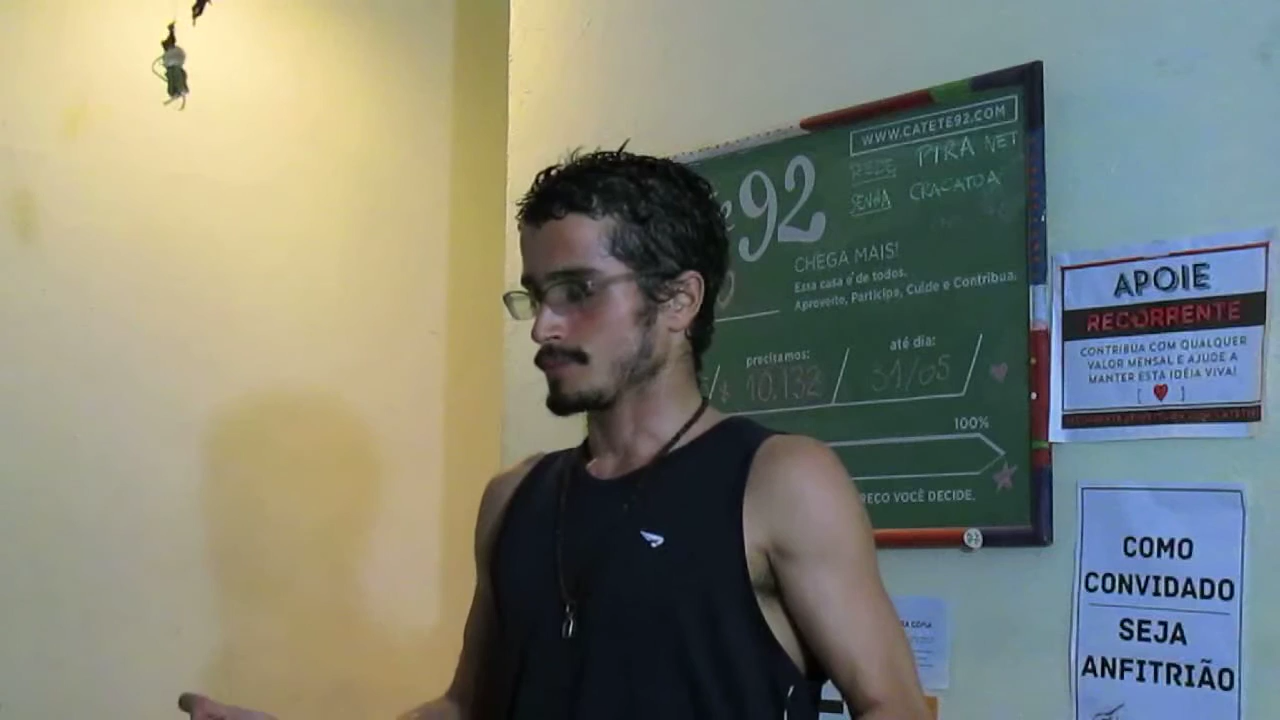 WWW.CATETE92.COM
REDE PIRA NET
SENHA CRACATOA
92
CHEGA MAIS!
Essa casa é de todos.
Aproveite, Participe, Cuide e Contribua.
precisamos:
até dia:
10.132
31/05
100%
VOCÊ DECIDE.
APOIE
RECORRENTE
CONTRIBUA COM QUALQUER
VALOR MENSAL E AJUDE A
MANTER ESTA IDÉIA VIVA!
COMO
CONVIDADO
SEJA
ANFITRIÃO